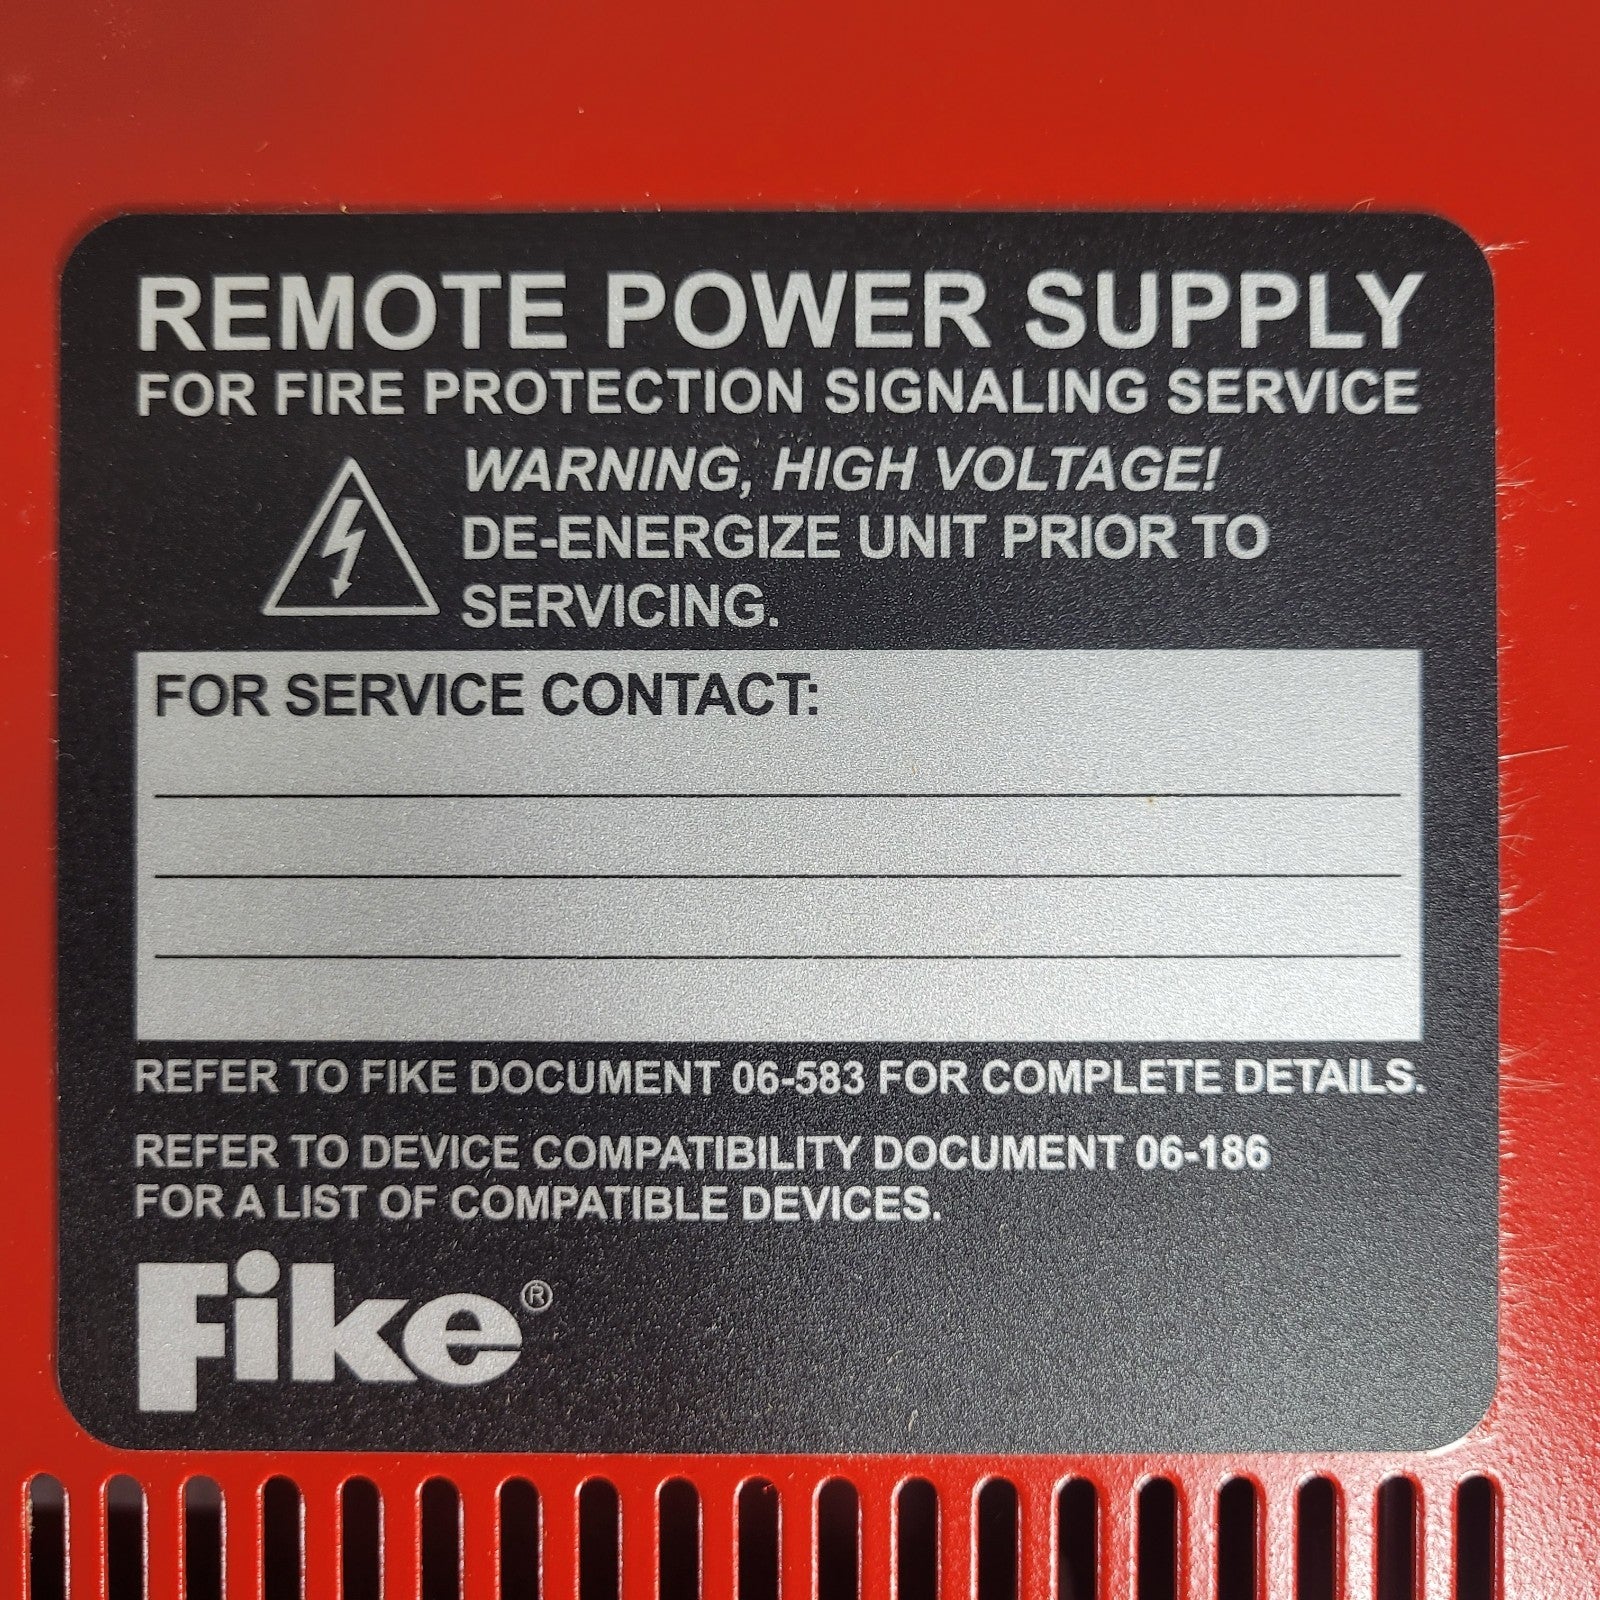 REMOTE POWER SUPPLY
FOR FIRE PROTECTION SIGNALING SERVICE
WARNING, HIGH VOLTAGE!
DE-ENERGIZE UNIT PRIOR TO
SERVICING.
FOR SERVICE CONTACT:
REFER TO FIKE DOCUMENT 06-583 FOR COMPLETE DETAILS.
REFER TO DEVICE COMPATIBILITY DOCUMENT 06-186
FOR A LIST OF COMPATIBLE DEVICES.
Fike®